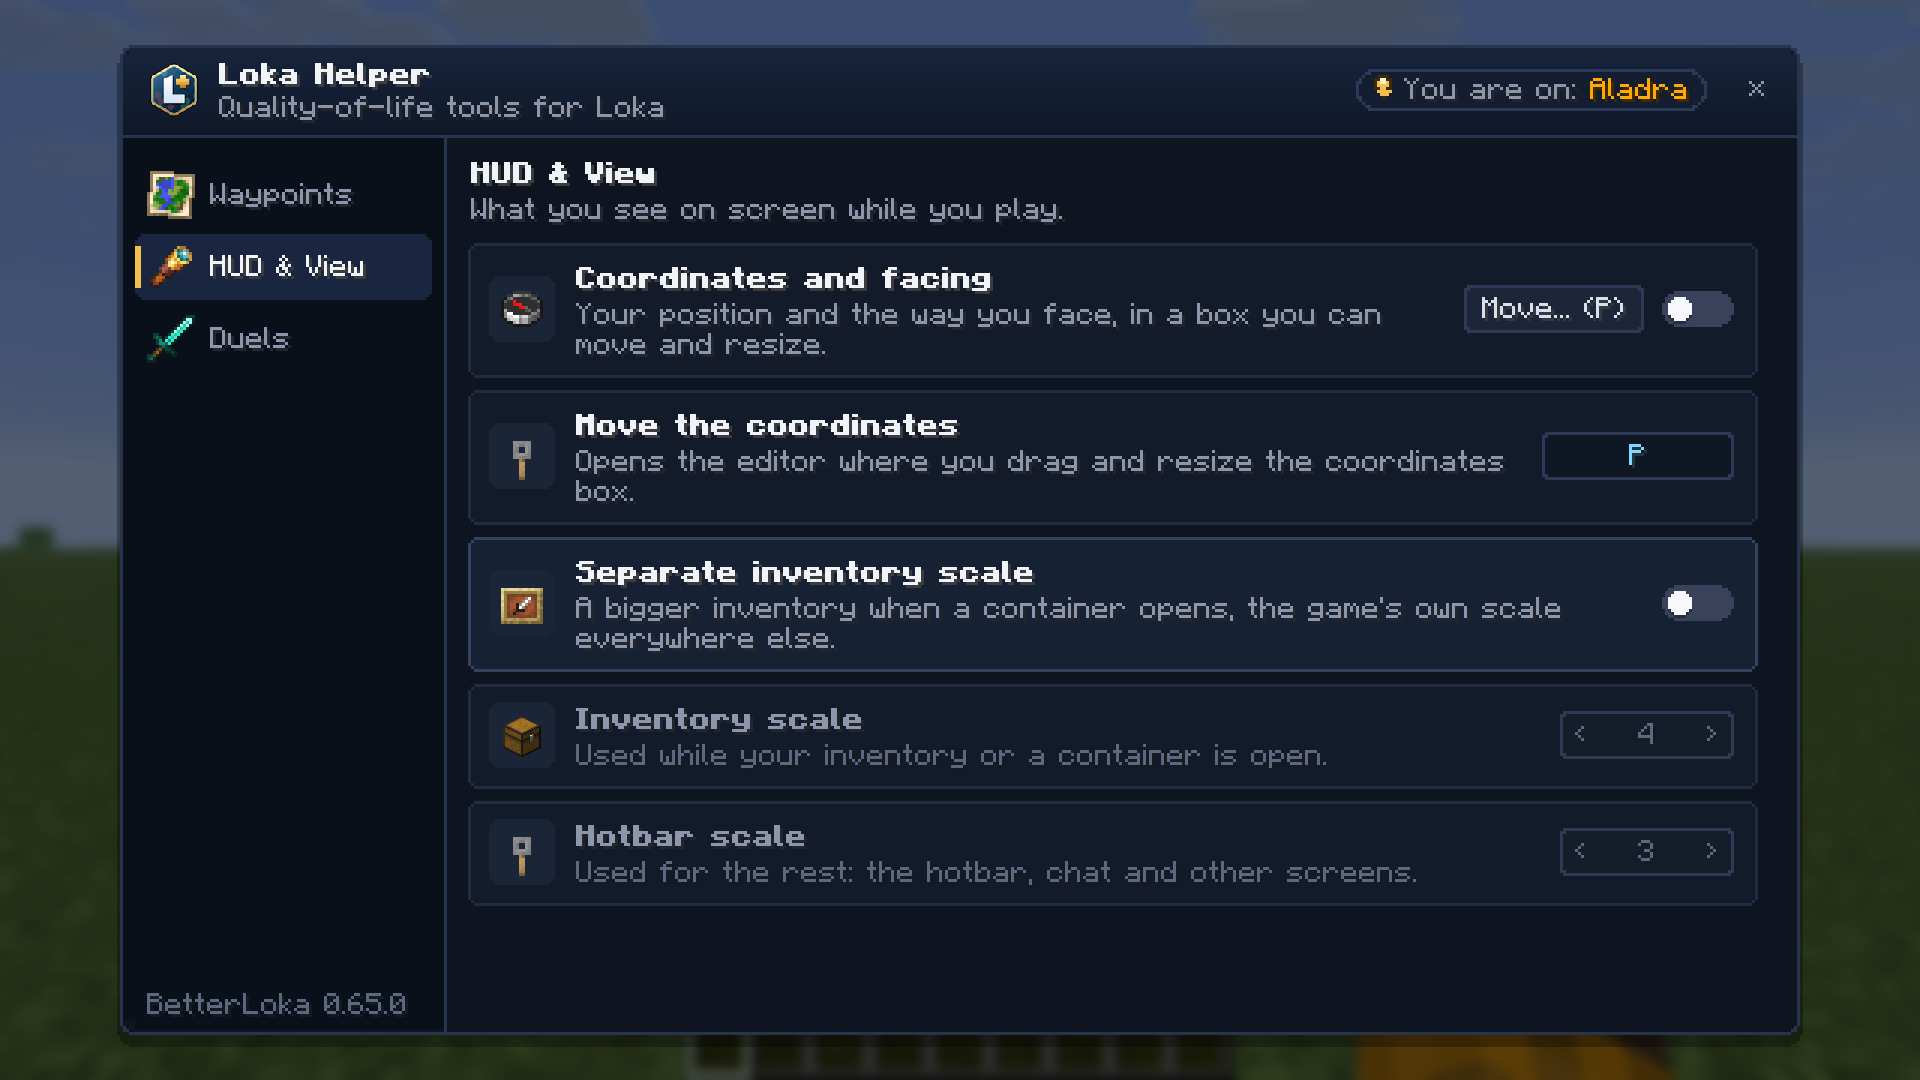 Loka Helper
Quality-of-life tools for Loka
You are on: Aladra
Waypoints
HUD & View
Duels
BetterLoka 0.65.0
HUD & View
What you see on screen while you play.
Coordinates and facing
Your position and the way you face, in a box you can
move and resize.
Move... (P)
Move the coordinates
Opens the editor where you drag and resize the coordinates
box.
P
Separate inventory scale
A bigger inventory when a container opens, the game's own scale
everywhere else.
Inventory scale
Used while your inventory or a container is open.
< 4 >
Hotbar scale
Used for the rest: the hotbar, chat and other screens.
< 3 >